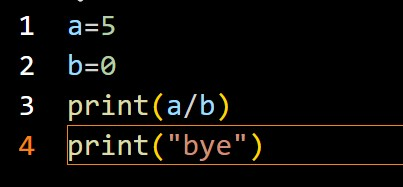 1 a=5
2 b=0
3 print(a/b)
4 print("bye")